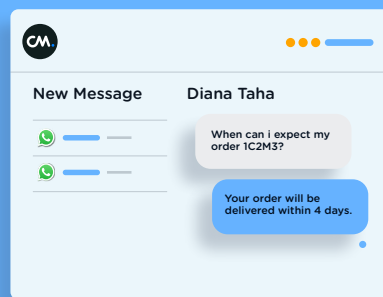 CM.
New Message
Diana Taha
When can i expect my
order 1C2M3?
Your order will be
delivered within 4 days.